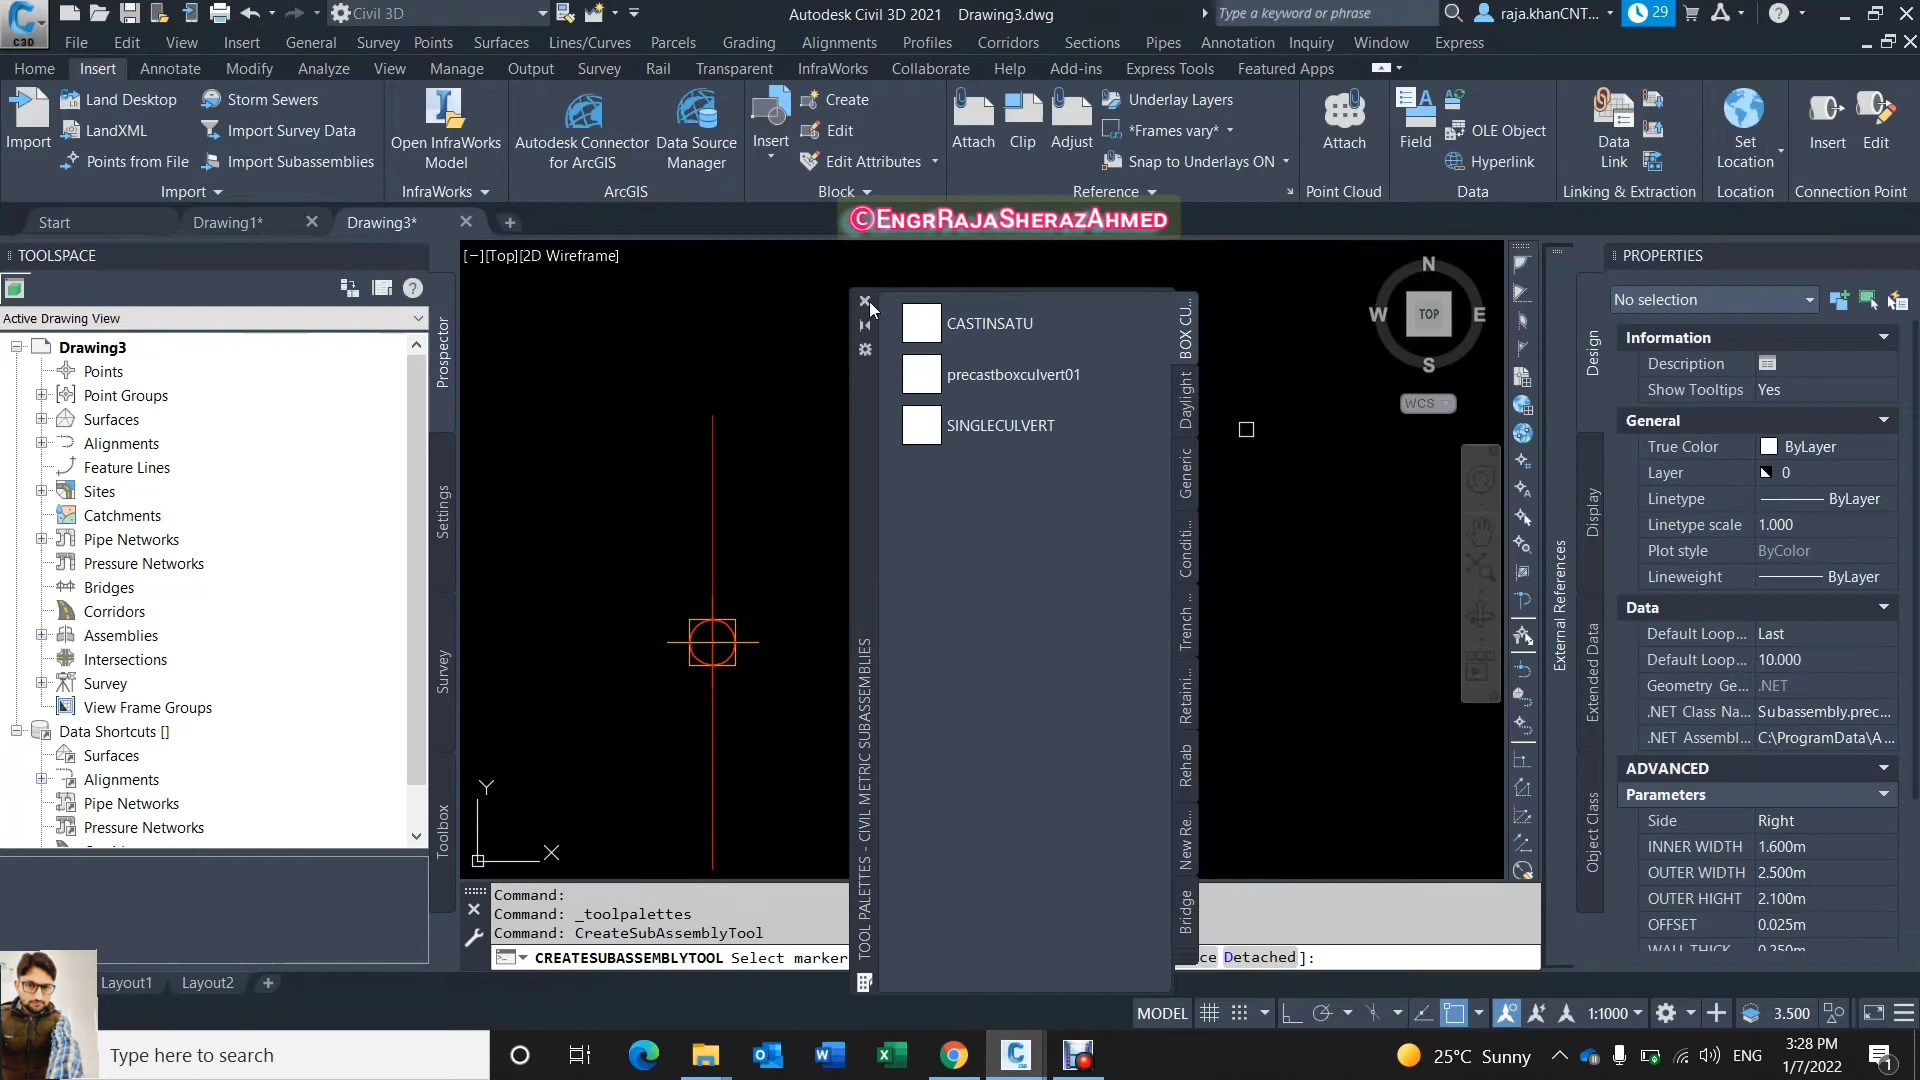 C3D
Civil 3D
Autodesk Civil 3D 2021 Drawing3.dwg
Type a keyword or phrase
raja.khanCNT...
29
File Edit View Insert General Survey Points Surfaces Lines/Curves Parcels Grading Alignments Profiles Corridors Sections Pipes Annotation Inquiry Window Express
Home Insert Annotate Modify Analyze View Manage Output Survey Rail Transparent InfraWorks Collaborate Help Add-ins Express Tools Featured Apps
Import
Land Desktop
LandXML
Points from File
Storm Sewers
Import Survey Data
Import Subassemblies
Import
Open InfraWorks
Model
InfraWorks
Autodesk Connector
for ArcGIS
Data Source
Manager
ArcGIS
Insert
Create
Edit
Edit Attributes
Block
Attach
Clip
Adjust
Underlay Layers
*Frames vary*
Snap to Underlays ON
Reference
Attach
Point Cloud
Field
OLE Object
Hyperlink
Data
Data
Link
Linking & Extraction
Set
Location
Location
Insert
Edit
Connection Point
Start
Drawing1*
Drawing3*
©EngrRajaSherazAhmed
TOOLSPACE
Active Drawing View
Drawing3
Points
Point Groups
Surfaces
Alignments
Feature Lines
Sites
Catchments
Pipe Networks
Pressure Networks
Bridges
Corridors
Assemblies
Intersections
Survey
View Frame Groups
Data Shortcuts []
Surfaces
Alignments
Pipe Networks
Pressure Networks
Prospector
Settings
Survey
Toolbox
[−][Top][2D Wireframe]
Y
X
CASTINSATU
precastboxculvert01
SINGLECULVERT
TOOL PALETTES - CIVIL METRIC SUBASSEMBLIES
BOX CU...
Daylight
Generic
Conditi...
Trench ...
Retaini...
Rehab
New Re...
Bridge
N
W
TOP
E
S
WCS
Command:
Command: _toolpalettes
Command: CreateSubAssemblyTool
CREATESUBASSEMBLYTOOL Select marker
ce Detached]:
External References
PROPERTIES
No selection
Design
Display
Extended Data
Object Class
Information
Description
Show Tooltips Yes
General
True Color ByLayer
Layer 0
Linetype ByLayer
Linetype scale 1.000
Plot style ByColor
Lineweight ByLayer
Data
Default Loop... Last
Default Loop... 10.000
Geometry Ge... .NET
.NET Class Na... Subassembly.prec...
.NET Assembl... C:\ProgramData\A...
ADVANCED
Parameters
Side Right
INNER WIDTH 1.600m
OUTER WIDTH 2.500m
OUTER HIGHT 2.100m
OFFSET 0.025m
WALL THICK 0.250m
Layout1
Layout2
MODEL
1:1000
3.500
Type here to search
25°C Sunny
ENG
3:28 PM
1/7/2022
1